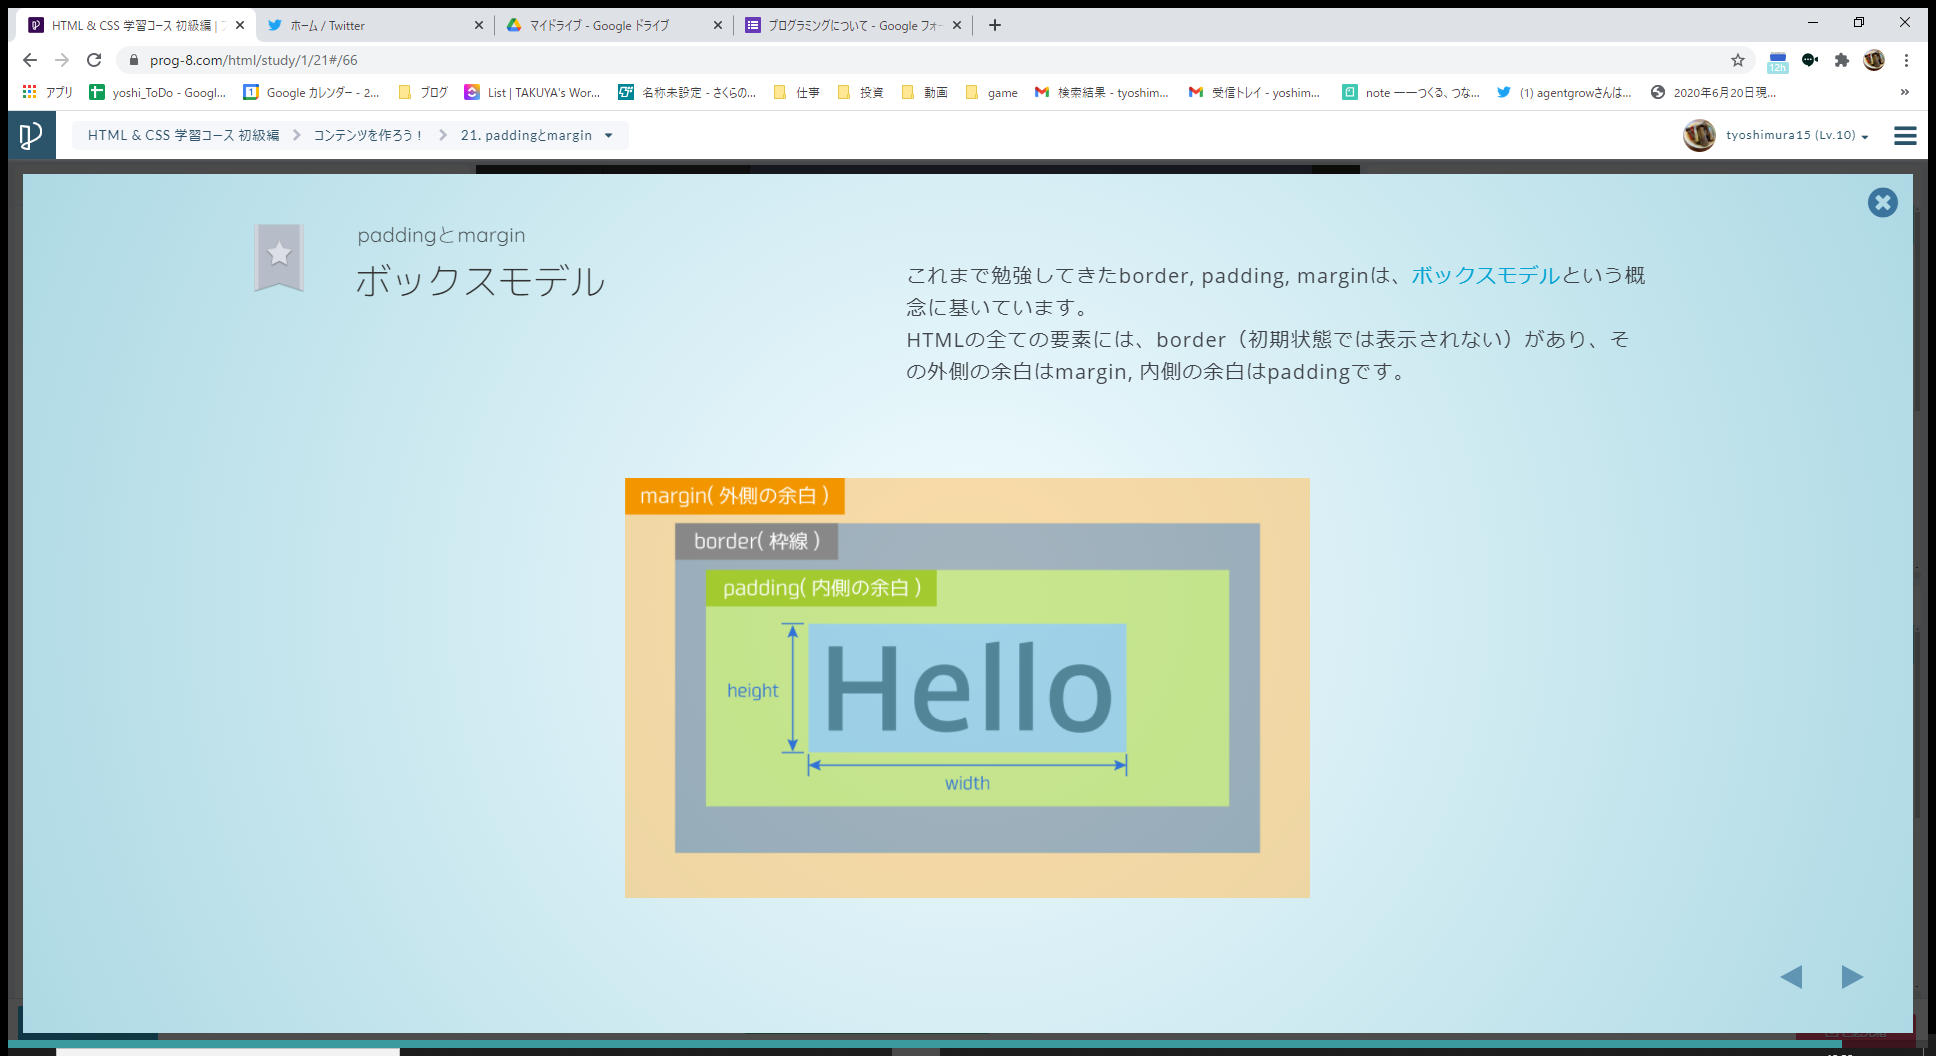 HTML & CSS 学習コース 初級編 |
ホーム / Twitter
マイドライブ - Google ドライブ
プログラミングについて - Google フォー
prog-8.com/html/study/1/21#/66
12h
アプリ
yoshi_ToDo - Googl...
Google カレンダー - 2...
ブログ
List | TAKUYA's Wor...
名称未設定 - さくらの...
仕事
投資
動画
game
検索結果 - tyoshim...
受信トレイ - yoshim...
note ――つくる、つな...
(1) agentgrowさんは...
2020年6月20日現...
»
HTML & CSS 学習コース 初級編
コンテンツを作ろう！
21. paddingとmargin
tyoshimura15 (Lv.10)
paddingとmargin
ボックスモデル
これまで勉強してきたborder, padding, marginは、ボックスモデルという概
念に基いています。
HTMLの全ての要素には、border（初期状態では表示されない）があり、そ
の外側の余白はmargin, 内側の余白はpaddingです。
margin( 外側の余白 )
border( 枠線 )
padding( 内側の余白 )
Hello
height
width